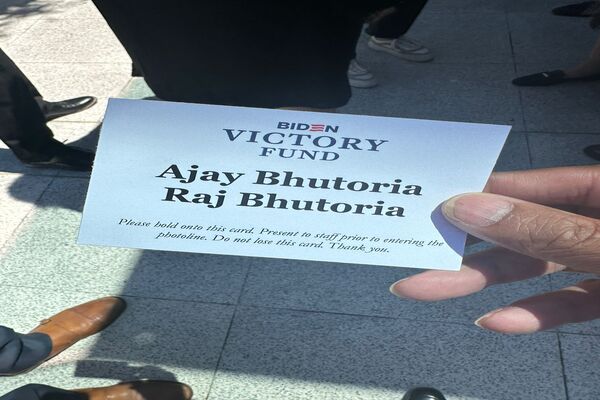 BIDEN
VICTORY
FUND
Ajay Bhutoria
Raj Bhutoria
Please hold onto this card. Present to staff prior to entering the
photoline. Do not lose this card. Thank you.